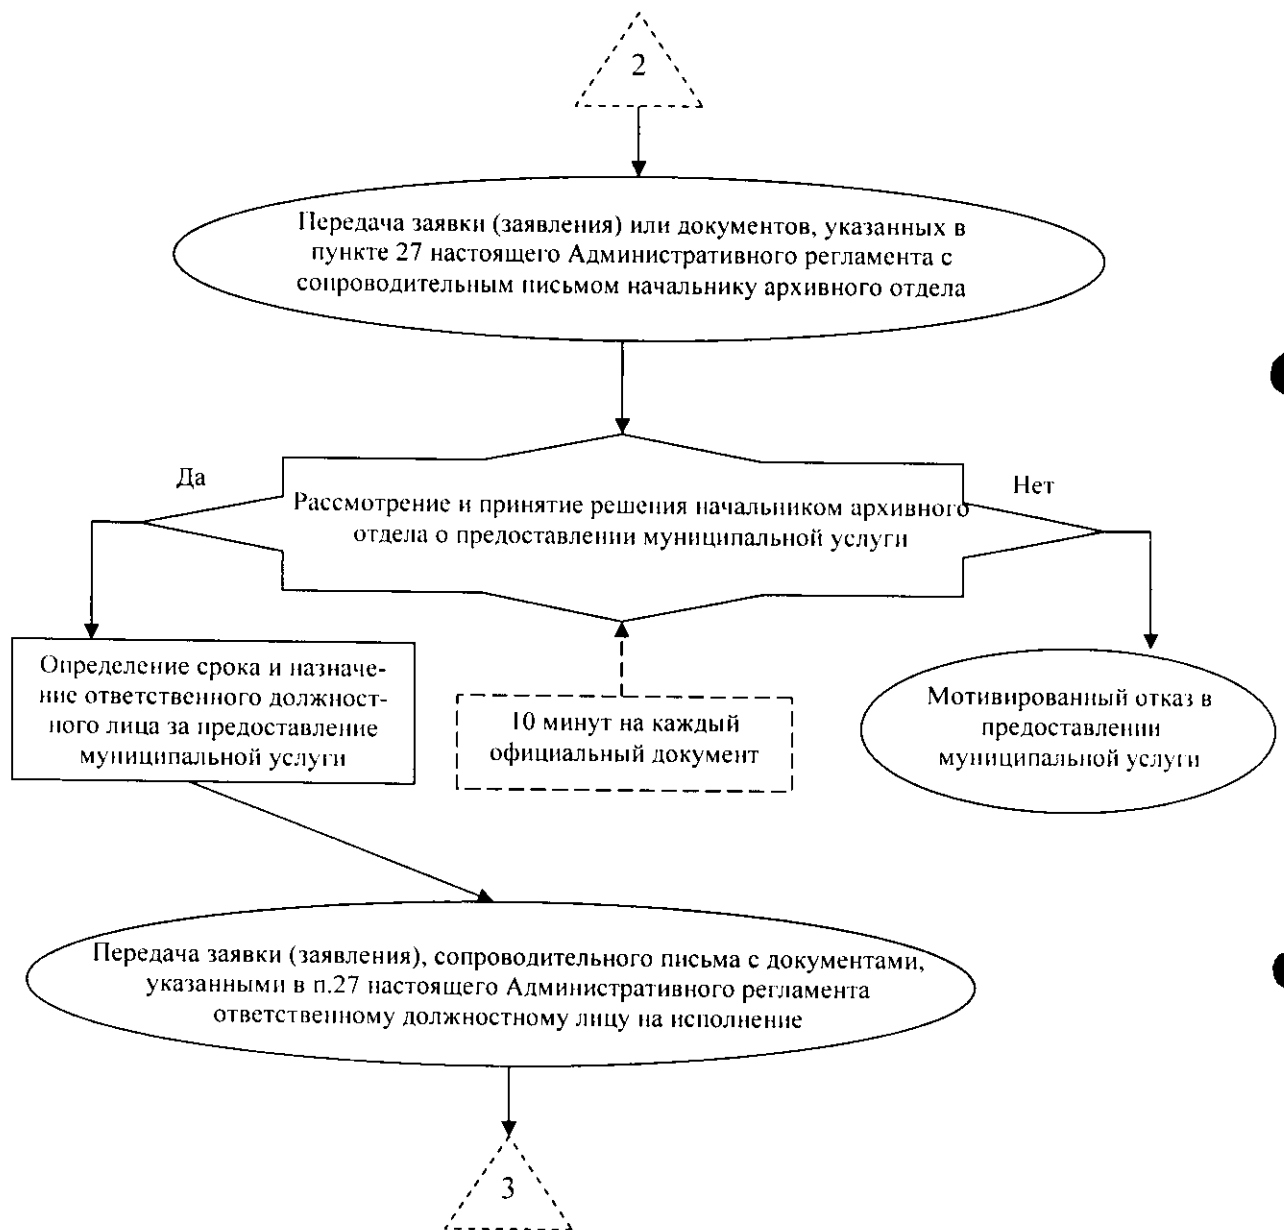 2
Передача заявки (заявления) или документов, указанных в
пункте 27 настоящего Административного регламента с
сопроводительным письмом начальнику архивного отдела
Да
Нет
Рассмотрение и принятие решения начальником архивного
отдела о предоставлении муниципальной услуги
Определение срока и назначе-
ние ответственного должност-
ного лица за предоставление
муниципальной услуги
10 минут на каждый
официальный документ
Мотивированный отказ в
предоставлении
муниципальной услуги
Передача заявки (заявления), сопроводительного письма с документами,
указанными в п.27 настоящего Административного регламента
ответственному должностному лицу на исполнение
3